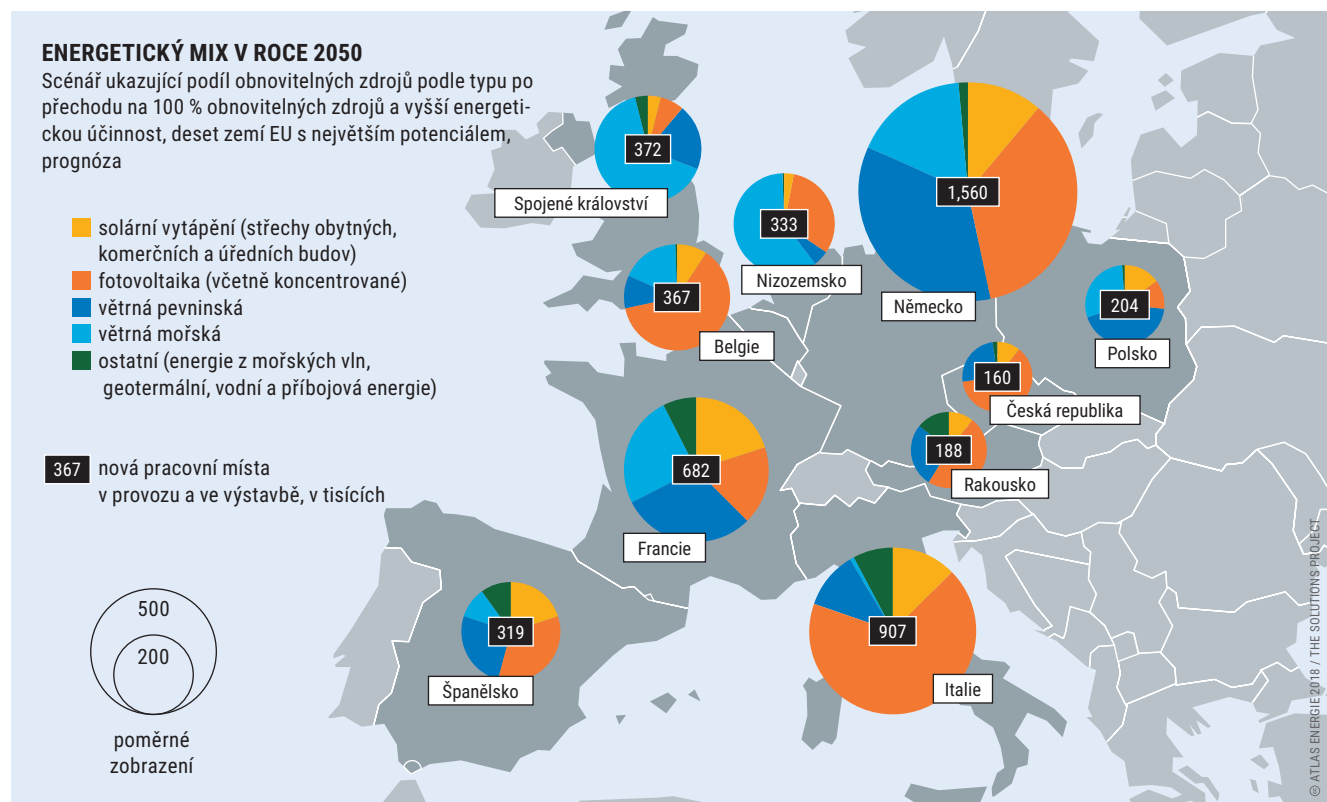 ENERGETICKÝ MIX V ROCE 2050
Scénář ukazující podíl obnovitelných zdrojů podle typu po
přechodu na 100 % obnovitelných zdrojů a vyšší energeti-
ckou účinnost, deset zemí EU s největším potenciálem,
prognóza
solární vytápění (střechy obytných,
komerčních a úředních budov)
fotovoltaika (včetně koncentrované)
větrná pevninská
větrná mořská
ostatní (energie z mořských vln,
geotermální, vodní a příbojová energie)
367 nová pracovní místa
v provozu a ve výstavbě, v tisících
500
200
poměrné
zobrazení
372
Spojené království
333
Nizozemsko
1,560
Německo
367
Belgie
204
Polsko
160
Česká republika
188
Rakousko
682
Francie
319
Španělsko
907
Italie
© ATLAS ENERGIE 2018 / THE SOLUTIONS PROJECT